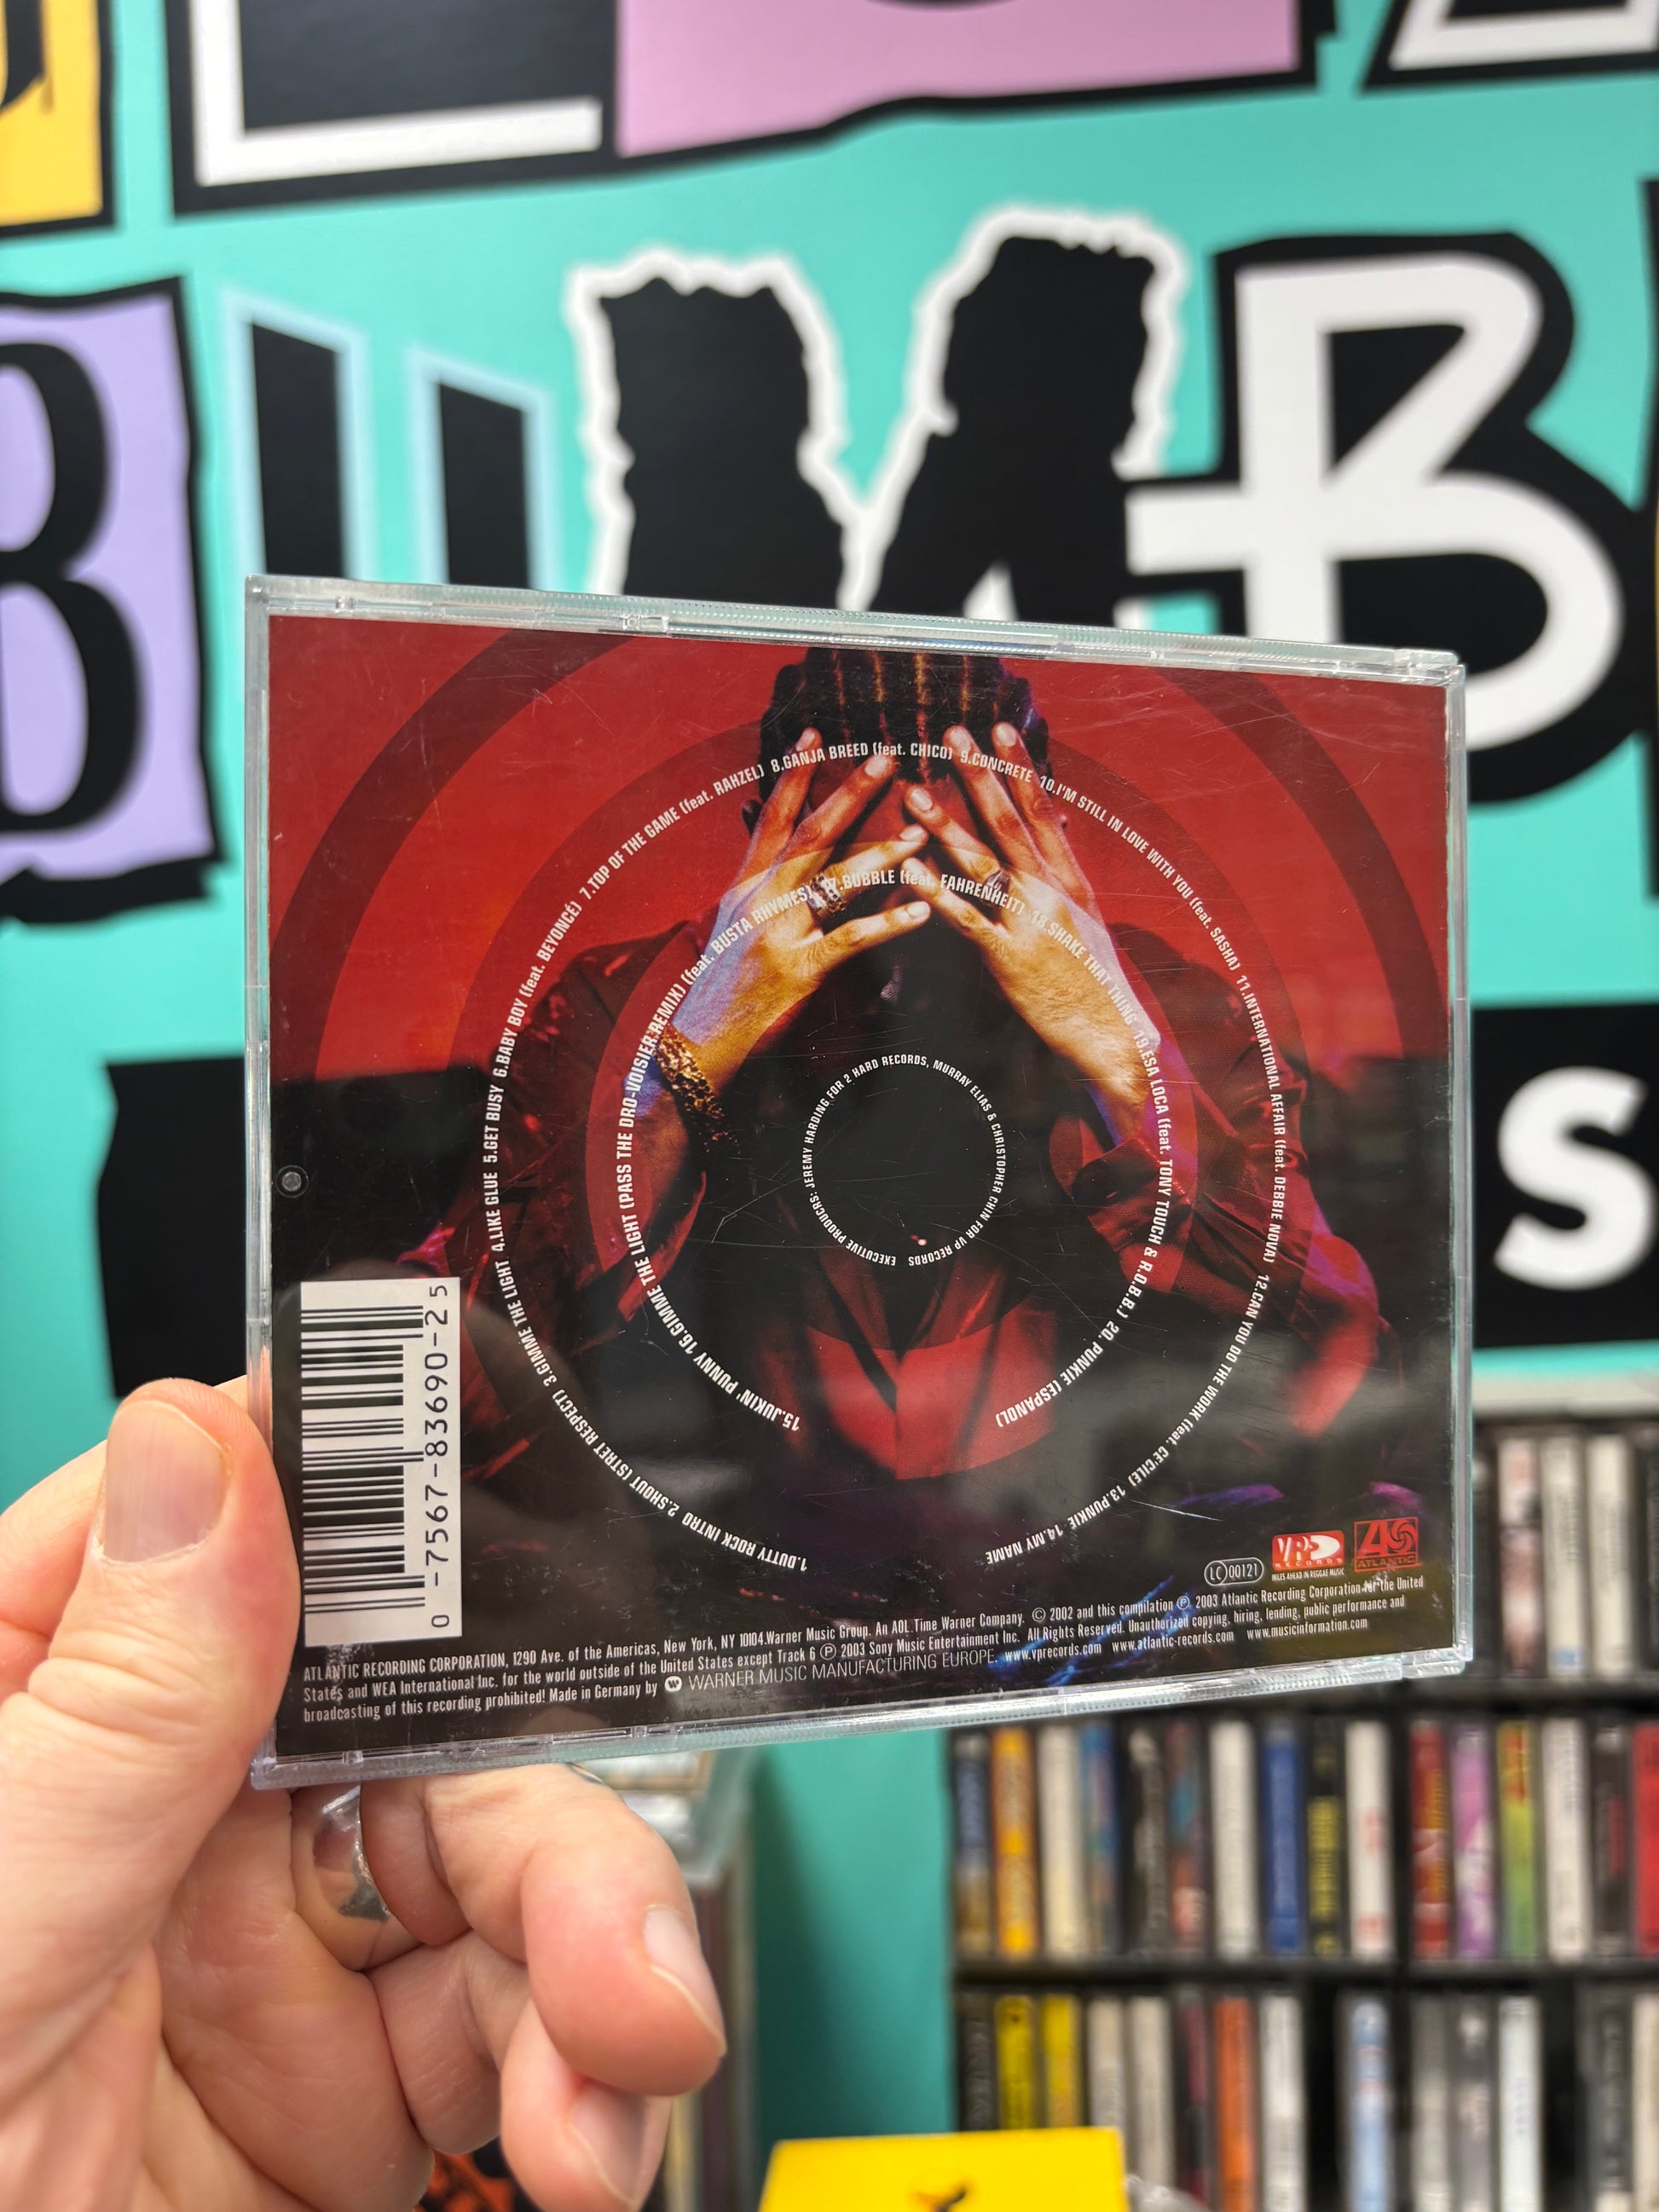 UMB
S
1.DUTTY ROCK INTRO 2.SHOUT (STRET RESPECT) 3.GIMME THE LIGHT 4.LIKE GLUE 5.GET BUSY 6.BABY BOY (feat. BEYONCÉ) 7.TOP OF THE GAME (feat. RAHZEL) 8.GANJA BREED (feat. CHICO) 9.CONCRETE 10.I'M STILL IN LOVE WITH YOU (feat. SASHA) 11.INTERNATIONAL AFFAIR (feat. DEBBIE NOVA) 12.CAN YOU DO THE WORK (feat. CE'CILE) 13.PUNKIE 14.MY NAME
15.JUKIN' PUNNY 16.GIMME THE LIGHT (PASS THE DRO-VOISIER REMIX) (feat. BUSTA RHYMES) 17.BUBBLE (feat. FAHRENHEIT) 18.SHAKE THAT THING 19.ESA LOCA (feat. TONY TOUCH & R.O.B.B.) 20. PUNKIE (ESPANOL)
EXECUTIVE PRODUCRS: JEREMY HARDING FOR 2 HARD RECORDS, MURRAY ELIAS & CHRISTOPHER CHIN FOR VP RECORDS
0 -7567-83690-2 5
LC 00121
VP
RECORDS
MILES AHEAD IN REGGAE MUSIC
ATLANTIC
ATLANTIC RECORDING CORPORATION, 1290 Ave. of the Americas, New York, NY 10104.Warner Music Group. An AOL Time Warner Company. © 2002 and this compilation ℗ 2003 Atlantic Recording Corporation for the United
States and WEA International Inc. for the world outside of the United States except Track 6 ℗ 2003 Sony Music Entertainment Inc. All Rights Reserved. Unauthorized copying, hiring, lending, public performance and
broadcasting of this recording prohibited! Made in Germany by WARNER MUSIC MANUFACTURING EUROPE. www.vprecords.com www.atlantic-records.com www.musicinformation.com